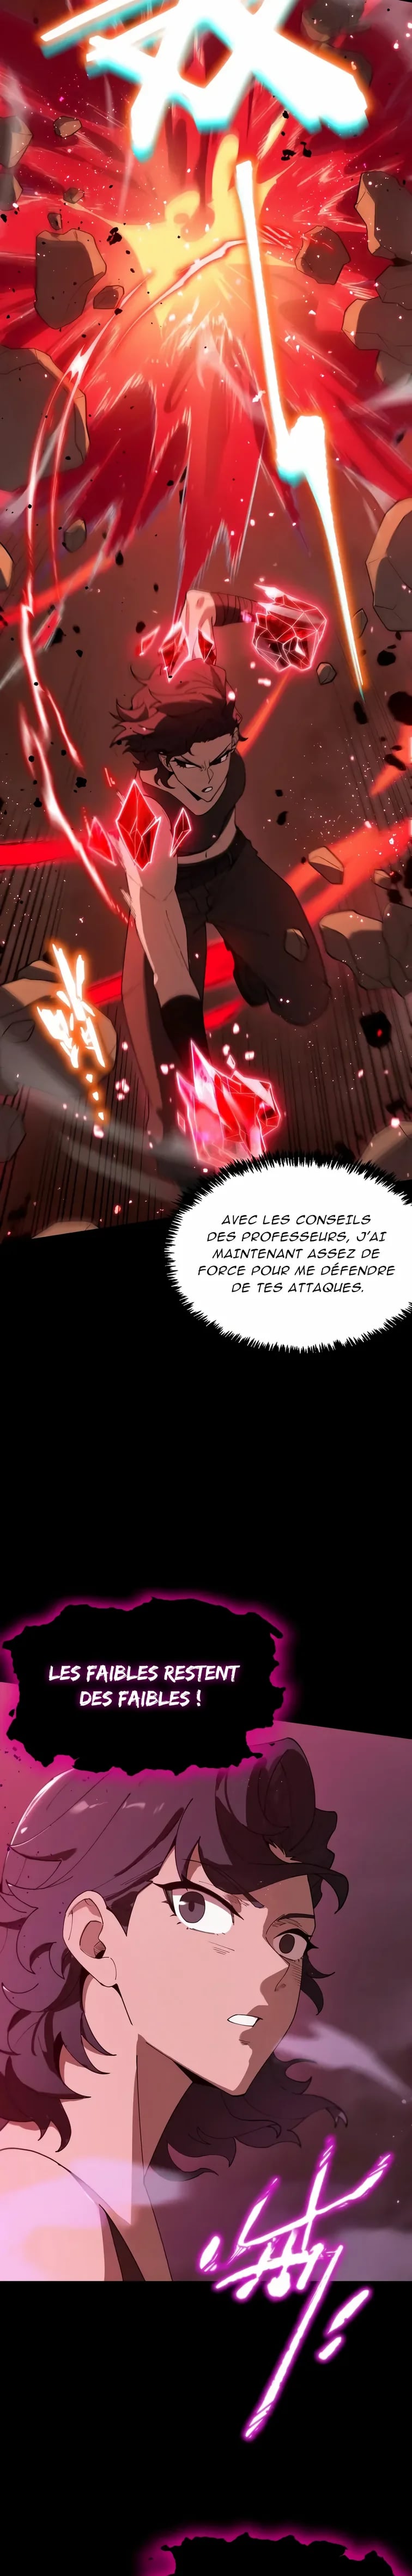 AVEC LES CONSEILS
DES PROFESSEURS, J'AI
MAINTENANT ASSEZ DE
FORCE POUR ME DÉFENDRE
DE TES ATTAQUES.
LES FAIBLES RESTENT
DES FAIBLES !